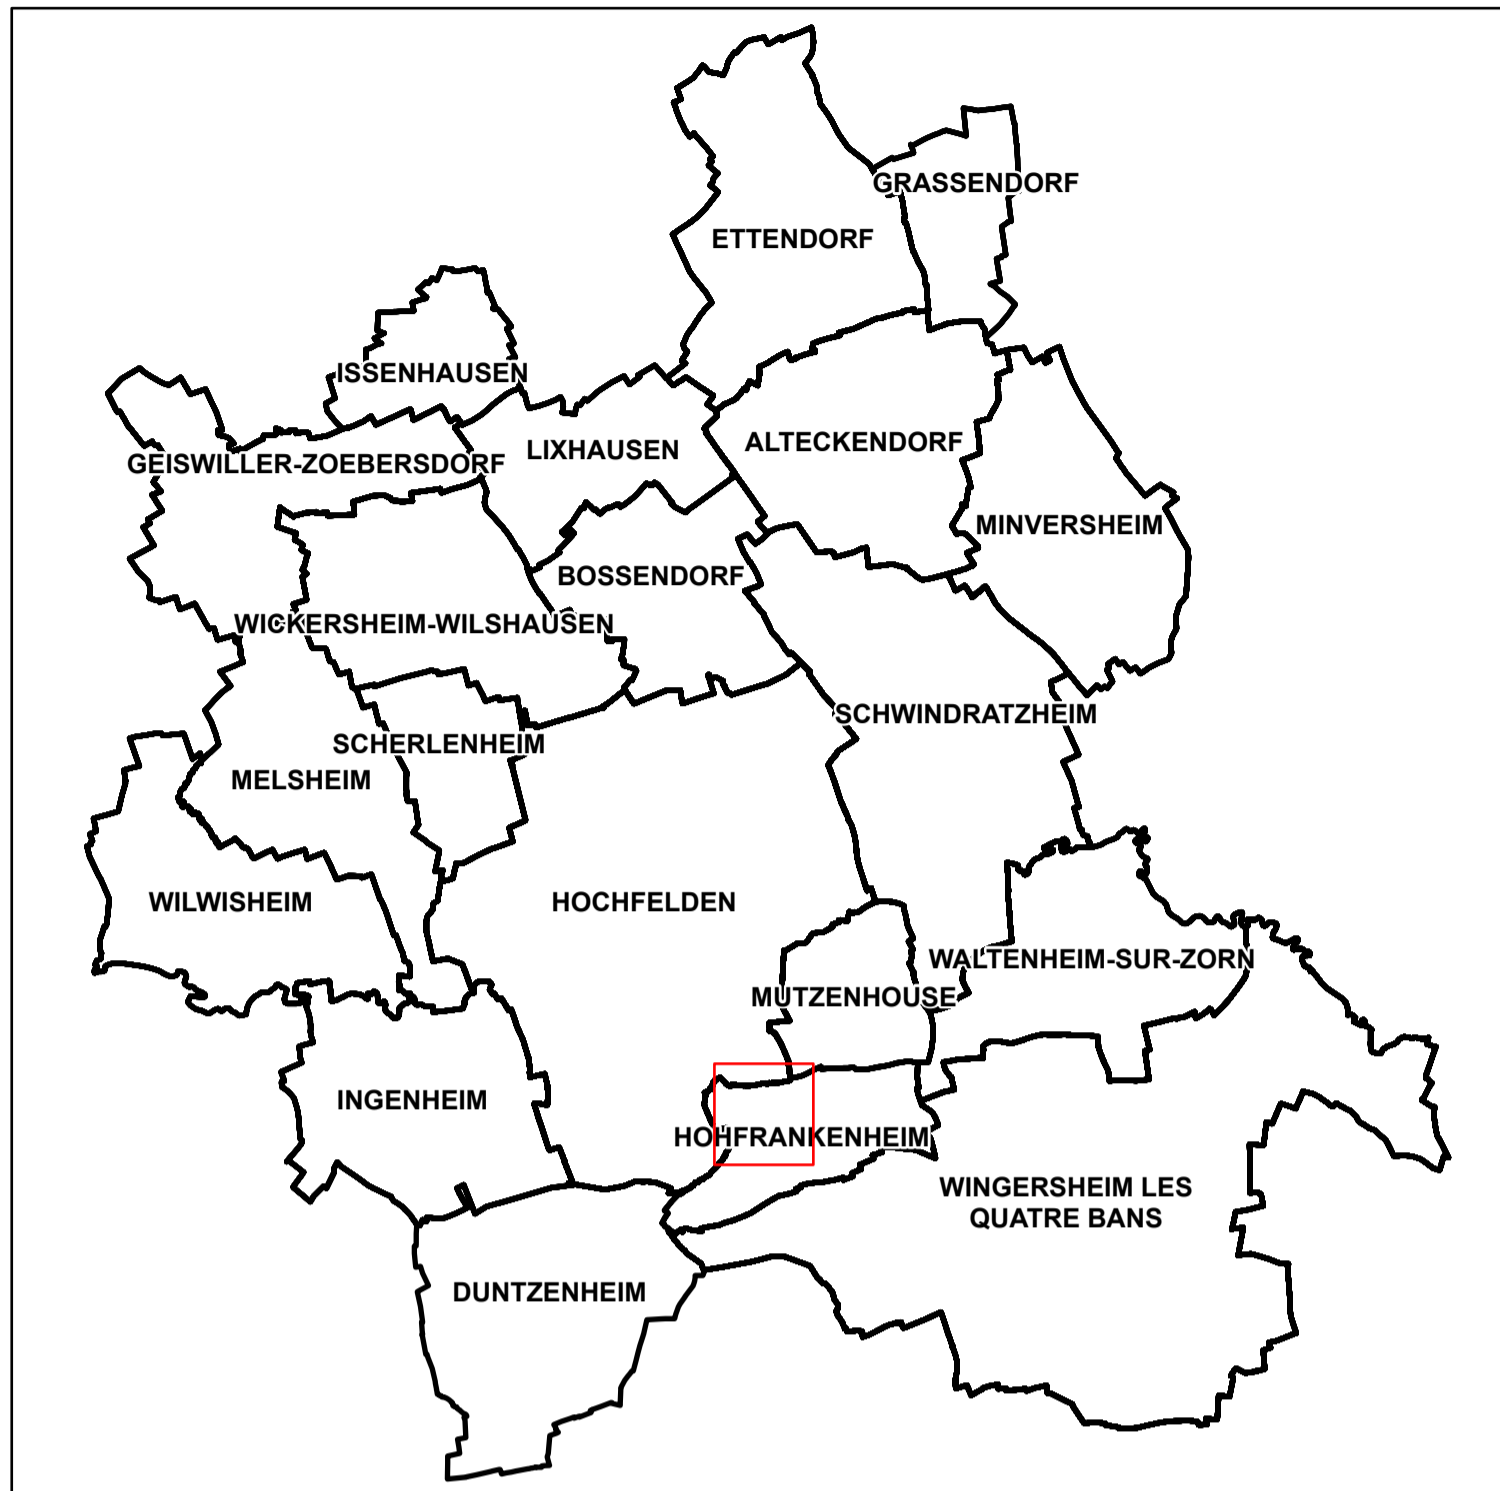 GRASSENDORF
ETTENDORF
ISSENHAUSEN
LIXHAUSEN
ALTECKENDORF
GEISWILLER-ZOEBERSDORF
MINVERSHEIM
BOSSENDORF
WICKERSHEIM-WILSHAUSEN
SCHWINDRATZHEIM
SCHERLENHEIM
MELSHEIM
WILWISHEIM
HOCHFELDEN
WALTENHEIM-SUR-ZORN
MUTZENHOUSE
INGENHEIM
HOHFRANKENHEIM
WINGERSHEIM LES
QUATRE BANS
DUNTZENHEIM